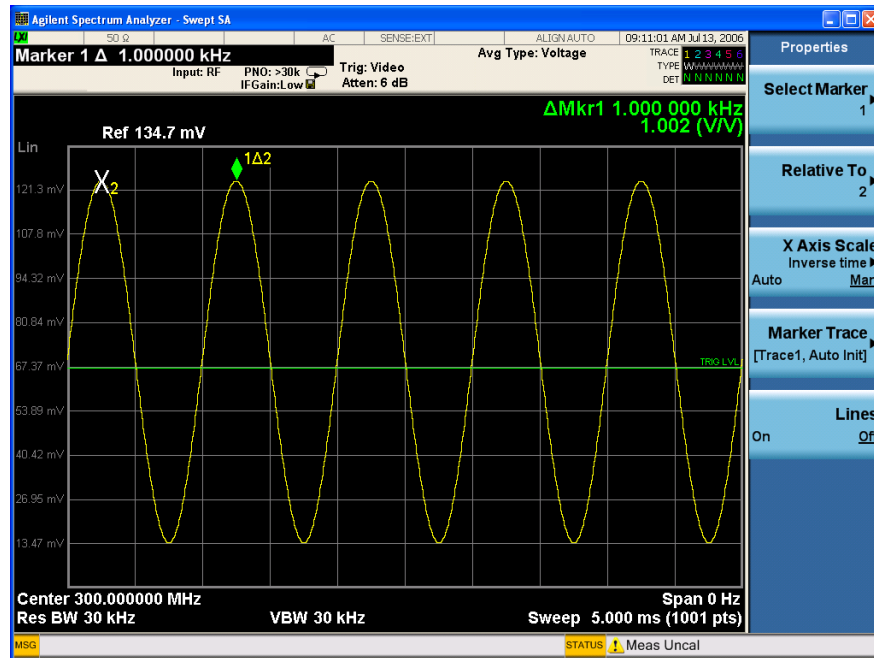 Agilent Spectrum Analyzer - Swept SA
LXI 50 Ω AC SENSE:EXT ALIGN AUTO 09:11:01 AM Jul 13, 2006
Marker 1 Δ 1.000000 kHz
Input: RF
PNO: >30k
IFGain:Low
Trig: Video
Atten: 6 dB
Avg Type: Voltage
TRACE 1 2 3 4 5 6
TYPE WWWWWW
DET N N N N N N
ΔMkr1 1.000 000 kHz
1.002 (V/V)
Ref 134.7 mV
Lin
1Δ2
X2
121.3 mV
107.8 mV
94.32 mV
80.84 mV
67.37 mV
TRIG LVL
53.89 mV
40.42 mV
26.95 mV
13.47 mV
Center 300.000000 MHz
Span 0 Hz
Res BW 30 kHz
VBW 30 kHz
Sweep 5.000 ms (1001 pts)
MSG
STATUS Meas Uncal
Properties
Select Marker
1
Relative To
2
X Axis Scale
Inverse time
Auto Man
Marker Trace
[Trace1, Auto Init]
Lines
On Off